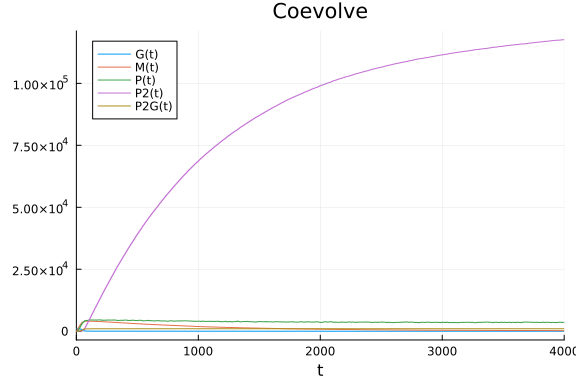 Coevolve
G(t)
M(t)
P(t)
P2(t)
P2G(t)
1.00×10⁵
7.50×10⁴
5.00×10⁴
2.50×10⁴
0
0 1000 2000 3000 4000
t